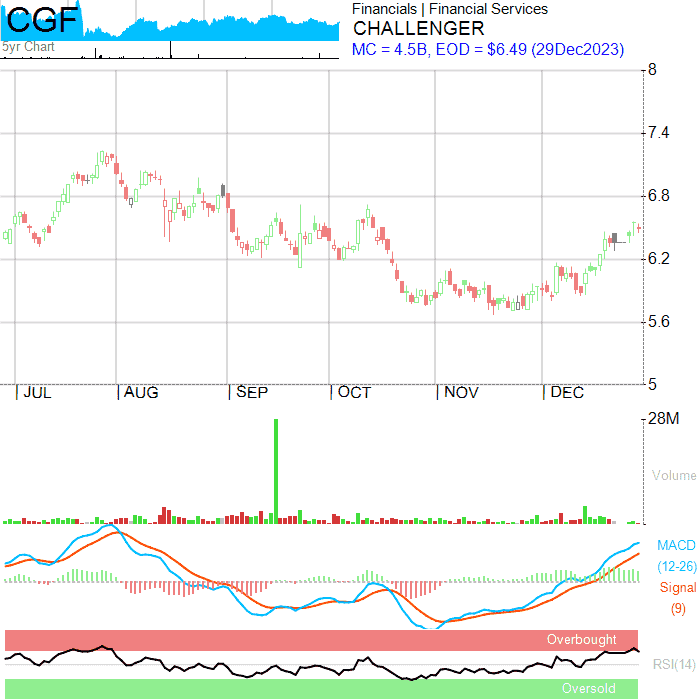 CGF
5yr Chart
Financials | Financial Services
CHALLENGER
MC = 4.5B, EOD = $6.49 (29Dec2023)
8
7.4
6.8
6.2
5.6
5
| JUL | AUG | SEP | OCT | NOV | DEC
28M
Volume
MACD
(12-26)
Signal
(9)
Overbought
RSI(14)
Oversold